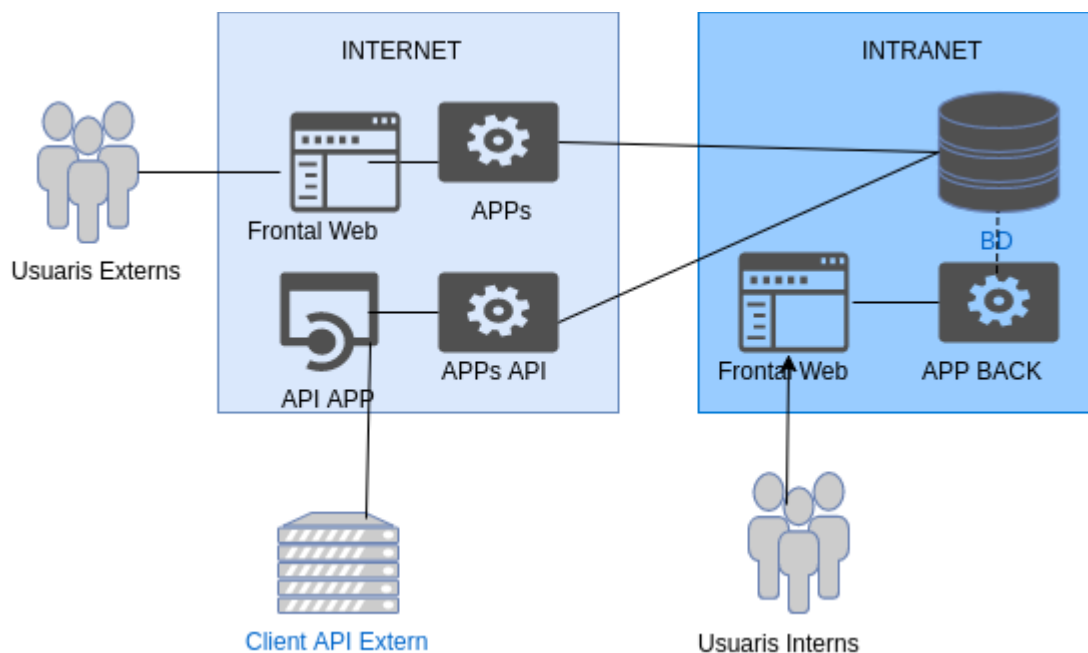 INTERNET
INTRANET
APPs
Frontal Web
BD
Usuaris Externs
APPs API
Frontal Web
APP BACK
API APP
Client API Extern
Usuaris Interns